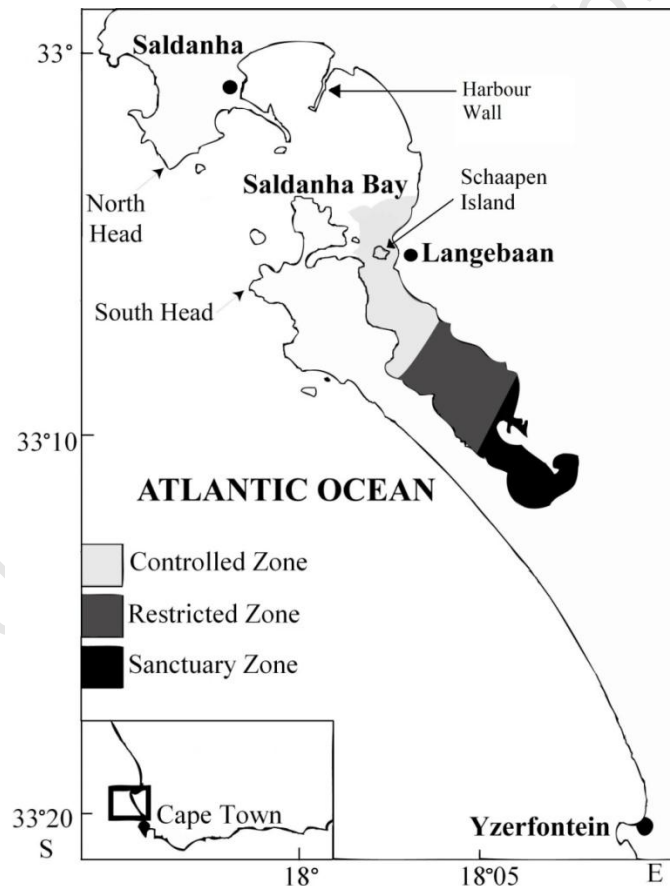 33°
Saldanha
Harbour
Wall
North
Head
Saldanha Bay
Schaapen
Island
Langebaan
South Head
33°10
ATLANTIC OCEAN
Controlled Zone
Restricted Zone
Sanctuary Zone
Cape Town
33°20
S
Yzerfontein
18°
18°05
E